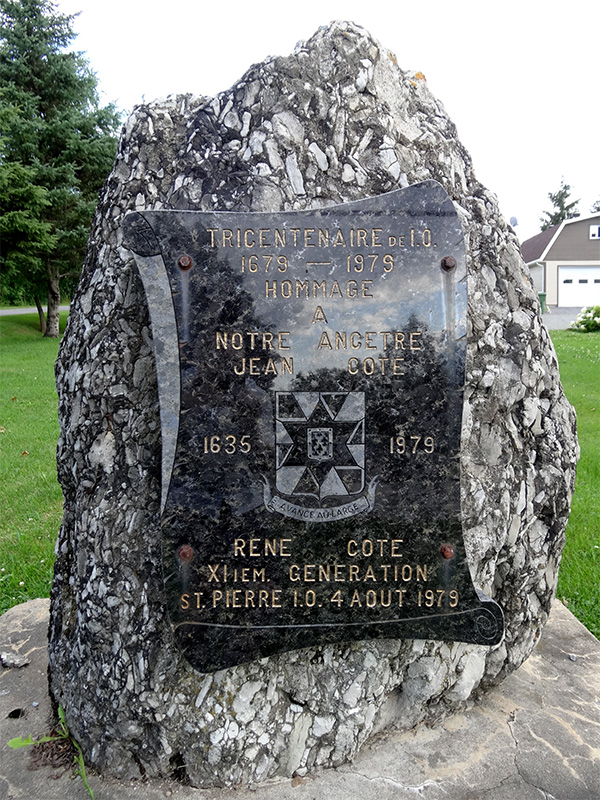 TRICENTENAIRE DE I.O.
1679 — 1979
HOMMAGE
A
NOTRE ANCETRE
JEAN COTE
1635 1979
AVANCE AU LARGE
RENE COTE
XIIEM. GENERATION
ST. PIERRE I.O. 4 AOUT 1979